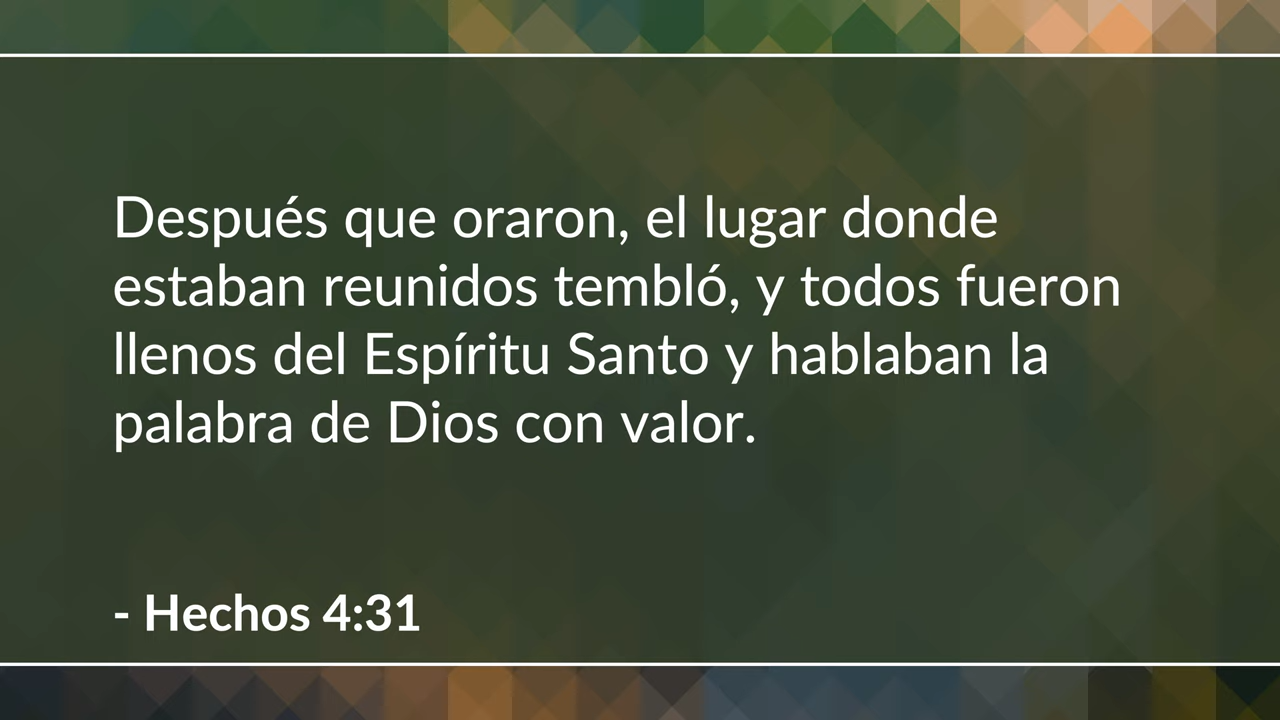 Después que oraron, el lugar donde
estaban reunidos tembló, y todos fueron
llenos del Espíritu Santo y hablaban la
palabra de Dios con valor.
- Hechos 4:31